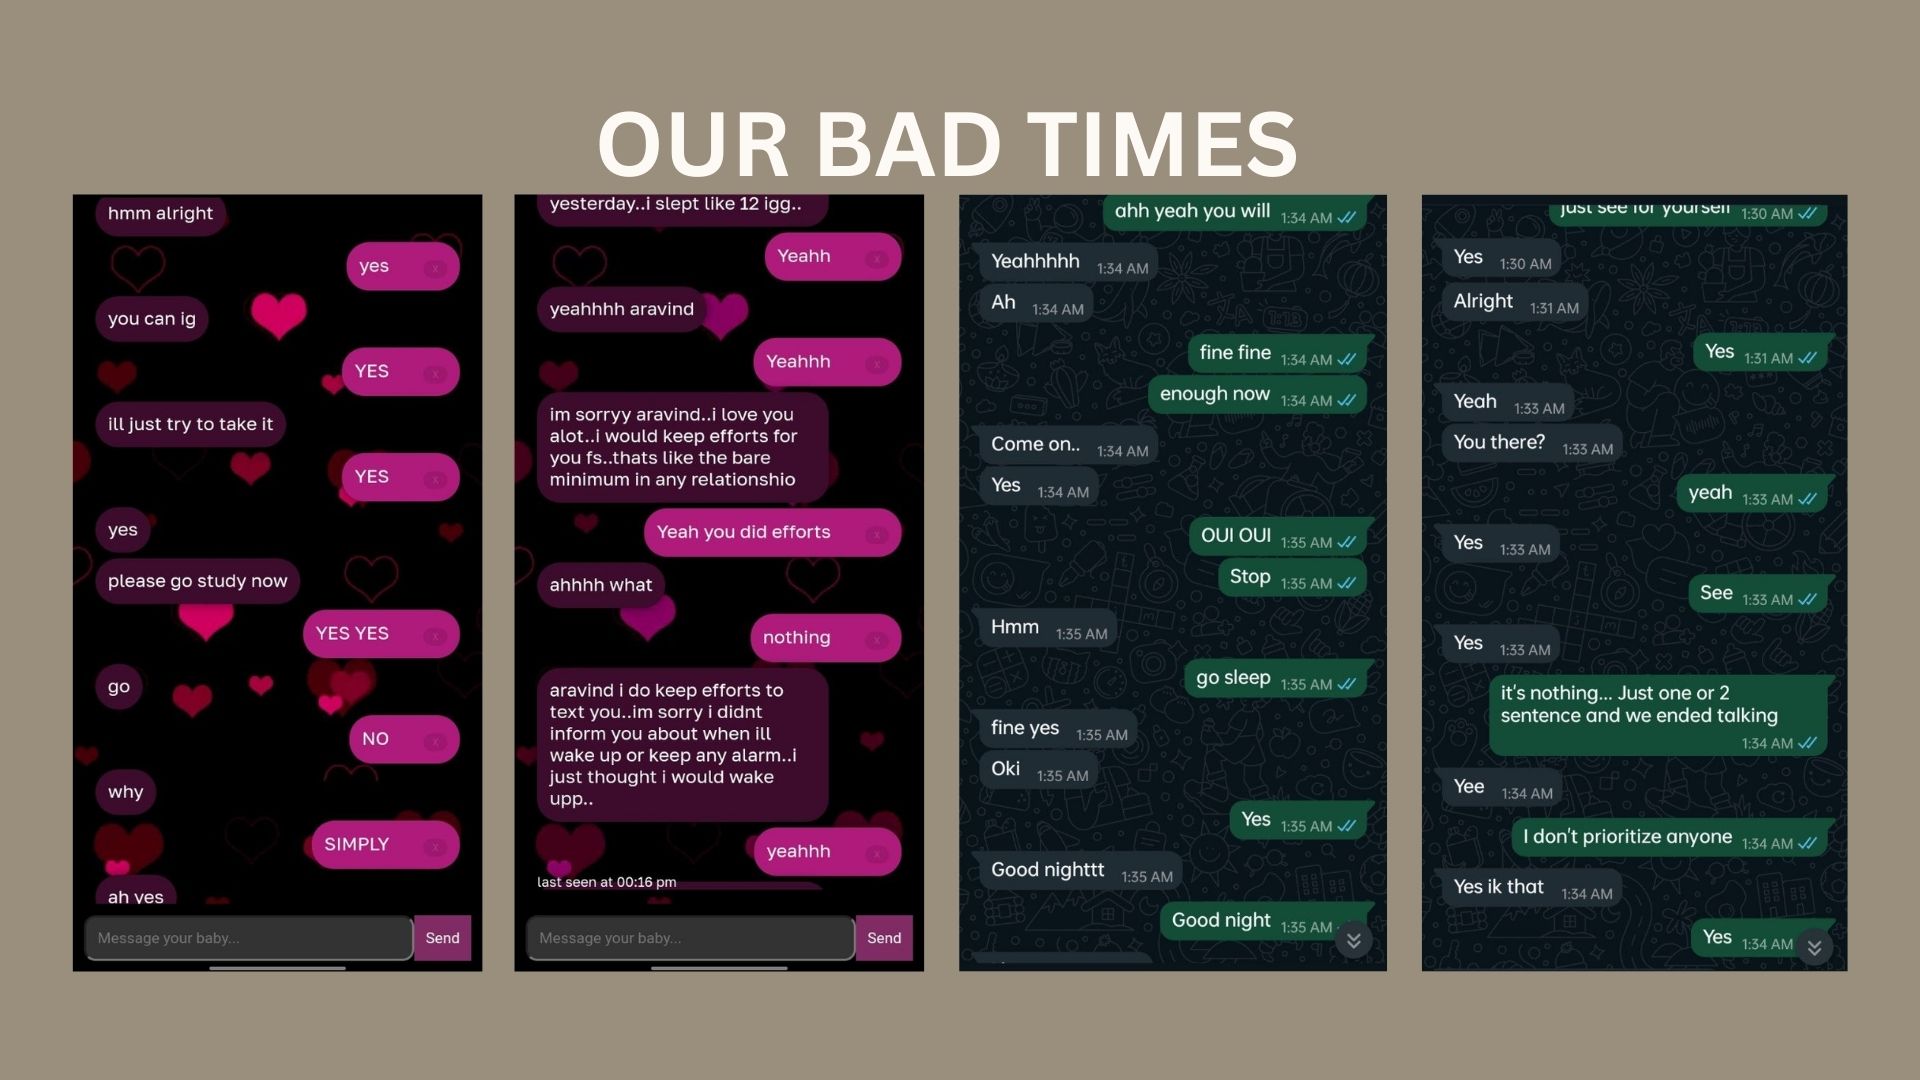 OUR BAD TIMES
hmm alright
yes x
you can ig
YES x
ill just try to take it
YES x
yes
please go study now
YES YES x
go
NO x
why
SIMPLY x
ah yes
Message your baby...
Send
yesterday..i slept like 12 igg..
Yeahh x
yeahhhh aravind
Yeahhh x
im sorryy aravind..i love you
alot..i would keep efforts for
you fs..thats like the bare
minimum in any relationshio
Yeah you did efforts x
ahhhh what
nothing x
aravind i do keep efforts to
text you..im sorry i didnt
inform you about when ill
wake up or keep any alarm..i
just thought i would wake
upp..
yeahhh x
last seen at 00:16 pm
Message your baby...
Send
ahh yeah you will 1:34 AM
Yeahhhhh 1:34 AM
Ah 1:34 AM
fine fine 1:34 AM
enough now 1:34 AM
Come on.. 1:34 AM
Yes 1:34 AM
OUI OUI 1:35 AM
Stop 1:35 AM
Hmm 1:35 AM
go sleep 1:35 AM
fine yes 1:35 AM
Oki 1:35 AM
Yes 1:35 AM
Good nighttt 1:35 AM
Good night 1:35 AM
just see for yourself 1:30 AM
Yes 1:30 AM
Alright 1:31 AM
Yes 1:31 AM
Yeah 1:33 AM
You there? 1:33 AM
yeah 1:33 AM
Yes 1:33 AM
See 1:33 AM
Yes 1:33 AM
it's nothing... Just one or 2
sentence and we ended talking
1:34 AM
Yee 1:34 AM
I don't prioritize anyone 1:34 AM
Yes ik that 1:34 AM
Yes 1:34 AM